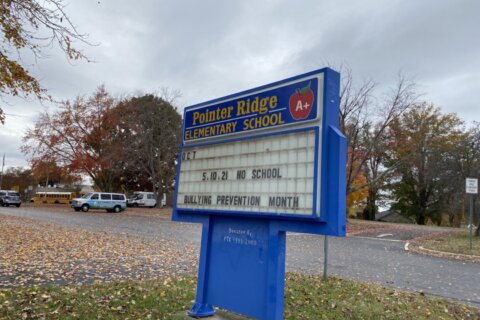 Pointer Ridge
ELEMENTARY SCHOOL
A+
OCT
5.10.21 NO SCHOOL
BULLYING PREVENTION MONTH